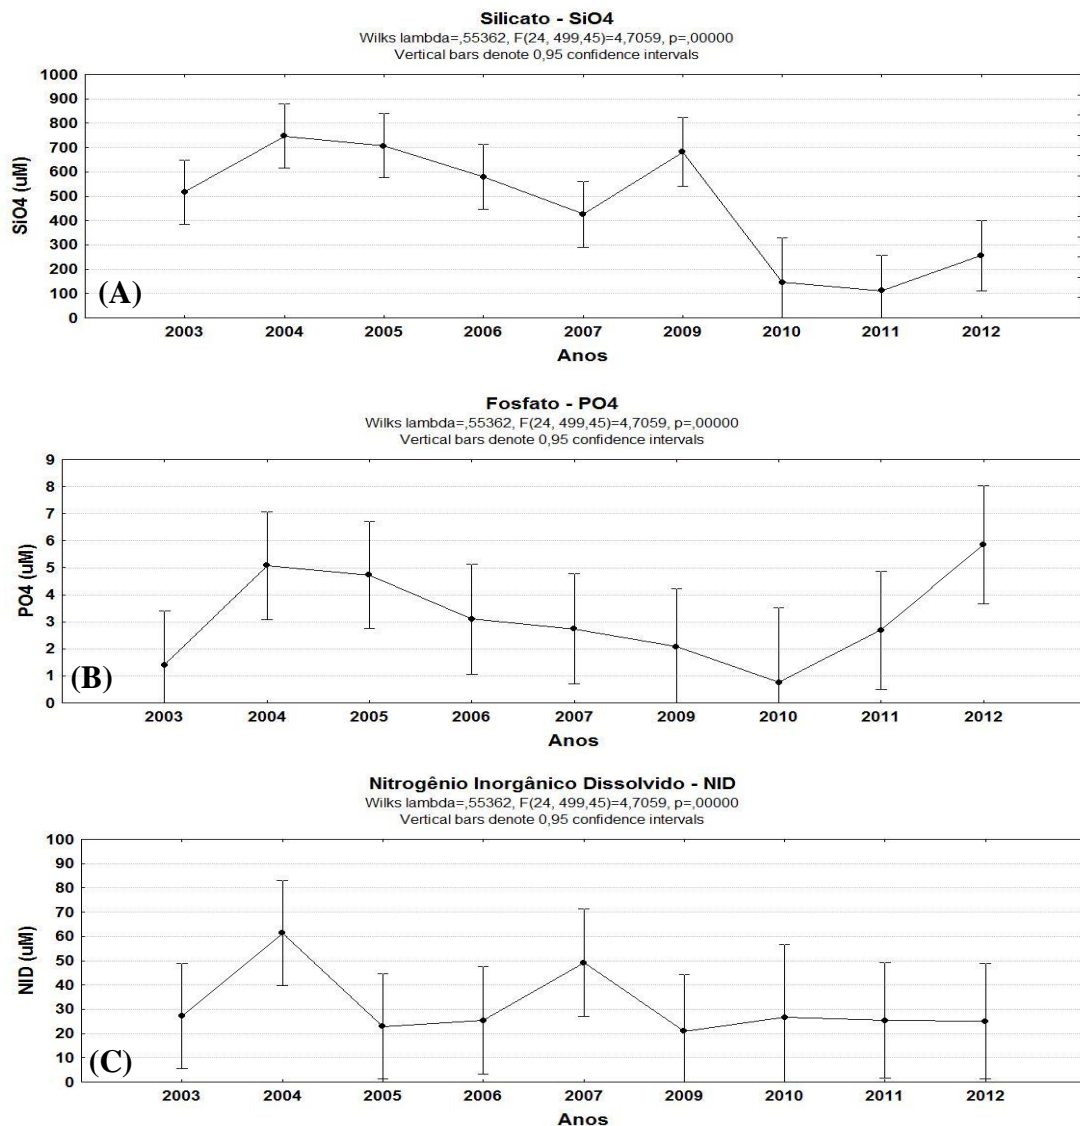 Silicato - SiO4
Wilks lambda=,55362, F(24, 499,45)=4,7059, p=,00000
Vertical bars denote 0,95 confidence intervals
1000
900
800
700
600
500
400
300
200
100
0
SiO4 (uM)
(A)
2003 2004 2005 2006 2007 2009 2010 2011 2012
Anos
Fosfato - PO4
Wilks lambda=,55362, F(24, 499,45)=4,7059, p=,00000
Vertical bars denote 0,95 confidence intervals
9
8
7
6
5
4
3
2
1
0
PO4 (uM)
(B)
2003 2004 2005 2006 2007 2009 2010 2011 2012
Anos
Nitrogênio Inorgânico Dissolvido - NID
Wilks lambda=,55362, F(24, 499,45)=4,7059, p=,00000
Vertical bars denote 0,95 confidence intervals
100
90
80
70
60
50
40
30
20
10
0
NID (uM)
(C)
2003 2004 2005 2006 2007 2009 2010 2011 2012
Anos